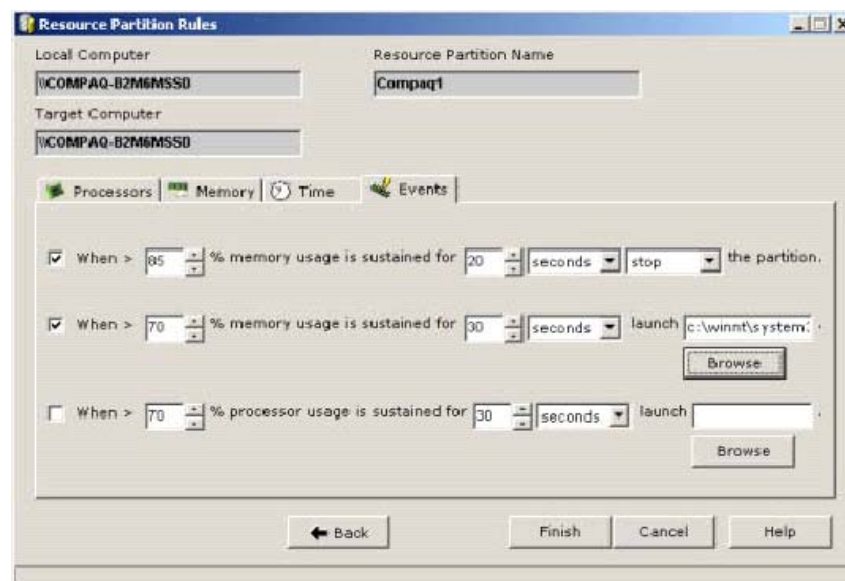 Resource Partition Rules
Local Computer Resource Partition Name
\\COMPAQ-B2M6MSSD Compaq1
Target Computer
\\COMPAQ-B2M6MSSD
Processors Memory Time Events
When > 85 % memory usage is sustained for 20 seconds stop the partition.
When > 70 % memory usage is sustained for 30 seconds launch c:\winnt\system: .
Browse
When > 70 % processor usage is sustained for 30 seconds launch .
Browse
Back Finish Cancel Help